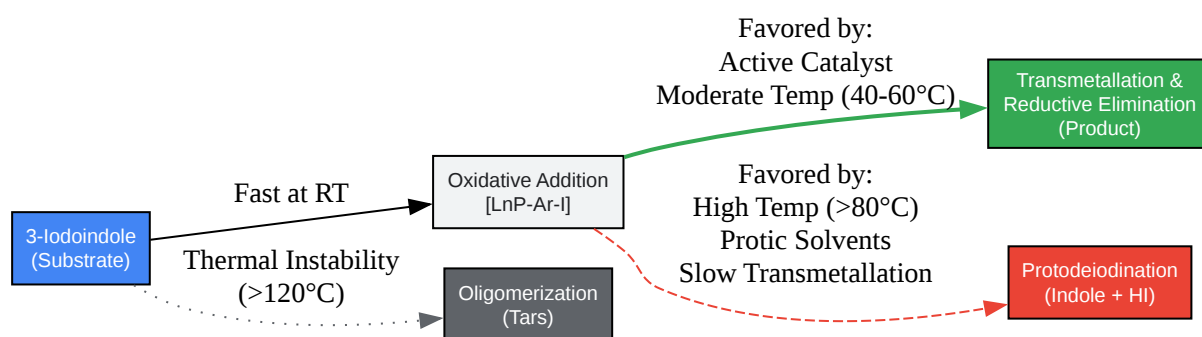 Favored by:
Active Catalyst
Moderate Temp (40-60°C)
Transmetallation &
Reductive Elimination
(Product)
Fast at RT
Oxidative Addition
[LnP-Ar-I]
3-Iodoindole
(Substrate)
Thermal Instability
(>120°C)
Oligomerization
(Tars)
Favored by:
High Temp (>80°C)
Protic Solvents
Slow Transmetallation
Protodeiodination
(Indole + HI)